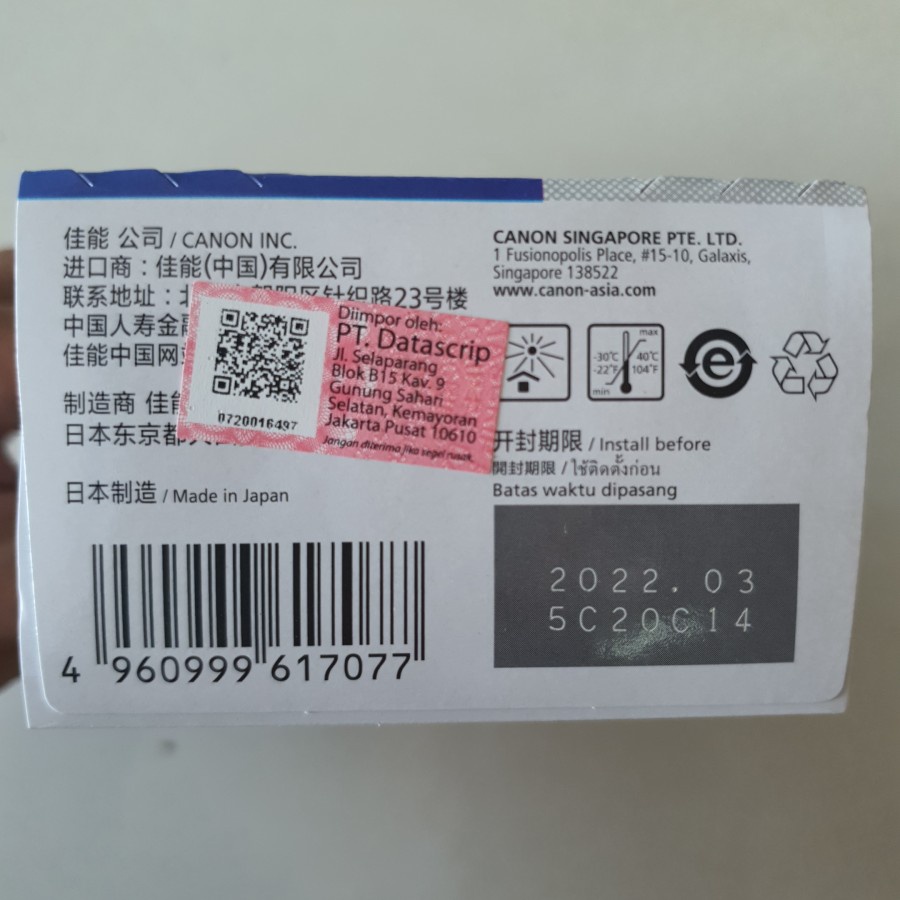 佳能 公司 / CANON INC.
进口商：佳能(中国)有限公司
联系地址：北 朝阳区针织路23号楼
中国人寿金融
佳能中国网
制造商 佳能
日本东京都
日本制造 / Made in Japan
4 960999 617077
0720016497
Diimpor oleh:
PT. Datascrip
Jl. Selaparang
Blok B15 Kav. 9
Gunung Sahari
Selatan, Kemayoran
Jakarta Pusat 10610
Jangan diterima jika segel rusak.
CANON SINGAPORE PTE. LTD.
1 Fusionopolis Place, #15-10, Galaxis,
Singapore 138522
www.canon-asia.com
max
-30°C 40°C
-22°F 104°F
min
开封期限 / Install before
開封期限 / ใช้ติดตั้งก่อน
Batas waktu dipasang
2022.03
5C20C14